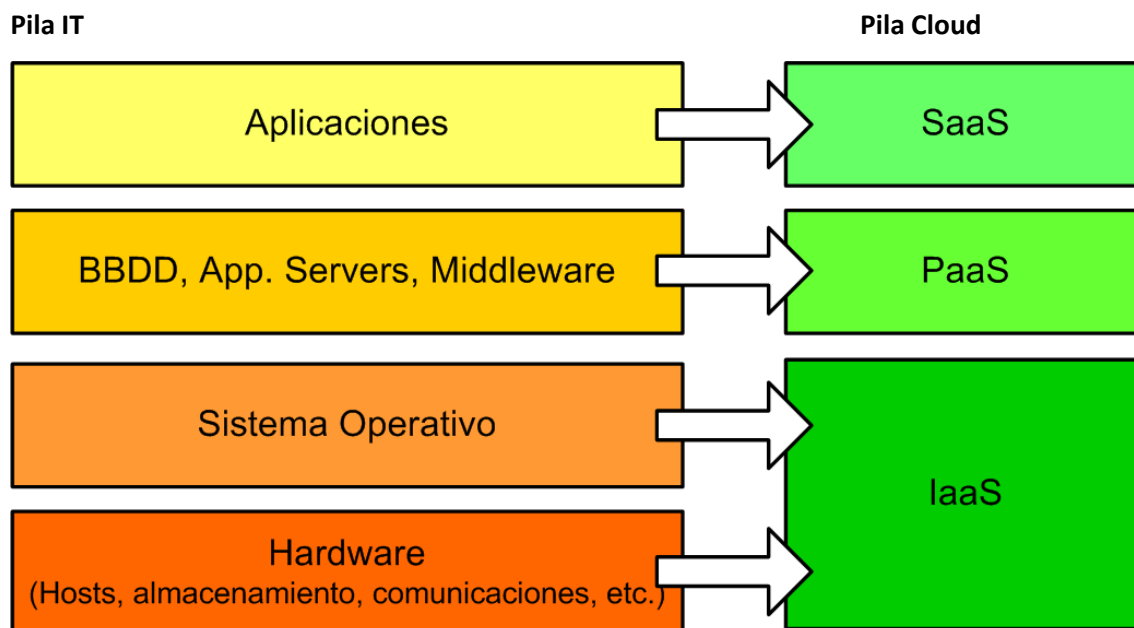 Pila IT
Pila Cloud
Aplicaciones
SaaS
BBDD, App. Servers, Middleware
PaaS
Sistema Operativo
IaaS
Hardware
(Hosts, almacenamiento, comunicaciones, etc.)